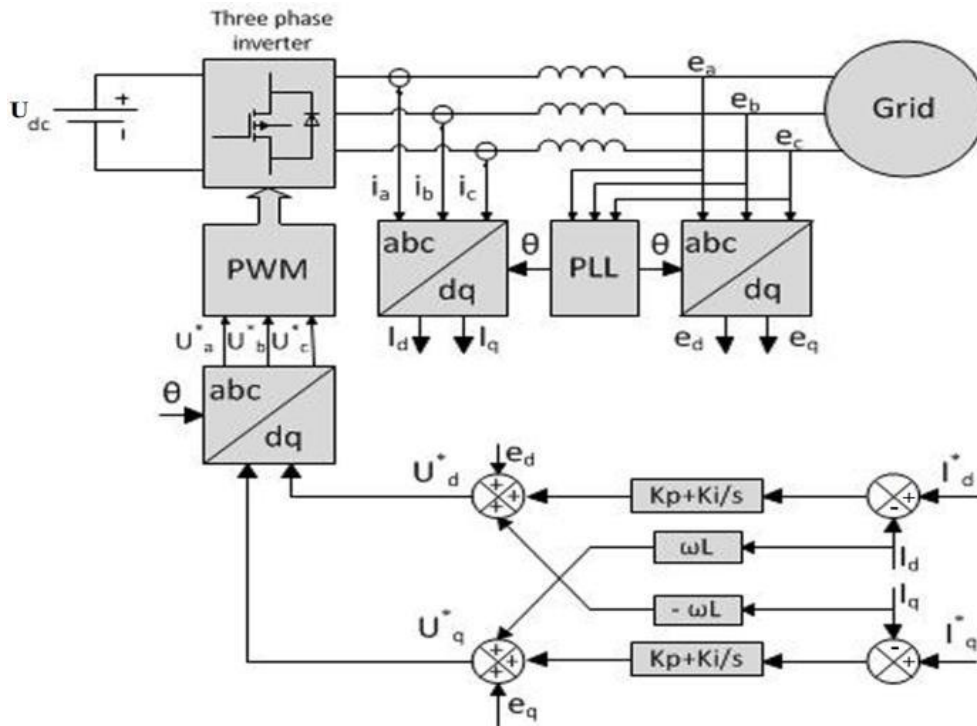 Three phase
inverter
U dc
+
-
e_a
e_b
e_c
Grid
i_a i_b i_c
abc
dq
θ
PLL
θ
abc
dq
PWM
I_d I_q
e_d e_q
U*_a U*_b U*_c
θ
abc
dq
U*_d
e_d
+
+ +
+
Kp+Ki/s
+
-
I*_d
ωL
I_d
- ωL
I_q
U*_q
+
+ +
+
e_q
Kp+Ki/s
-
+
I*_q